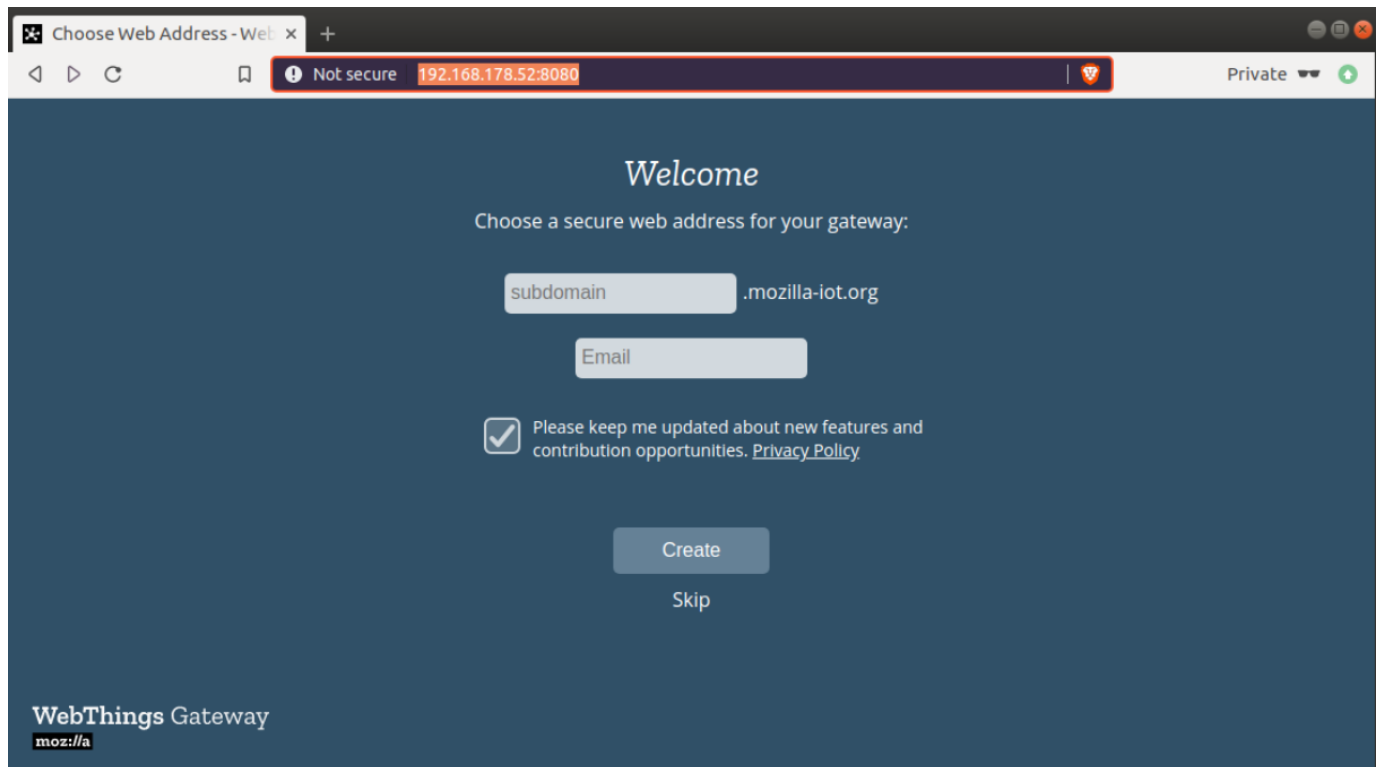 Choose Web Address - Web
Not secure
192.168.178.52:8080
Private
Welcome
Choose a secure web address for your gateway:
subdomain
.mozilla-iot.org
Email
Please keep me updated about new features and
contribution opportunities. Privacy Policy
Create
Skip
WebThings Gateway
moz://a